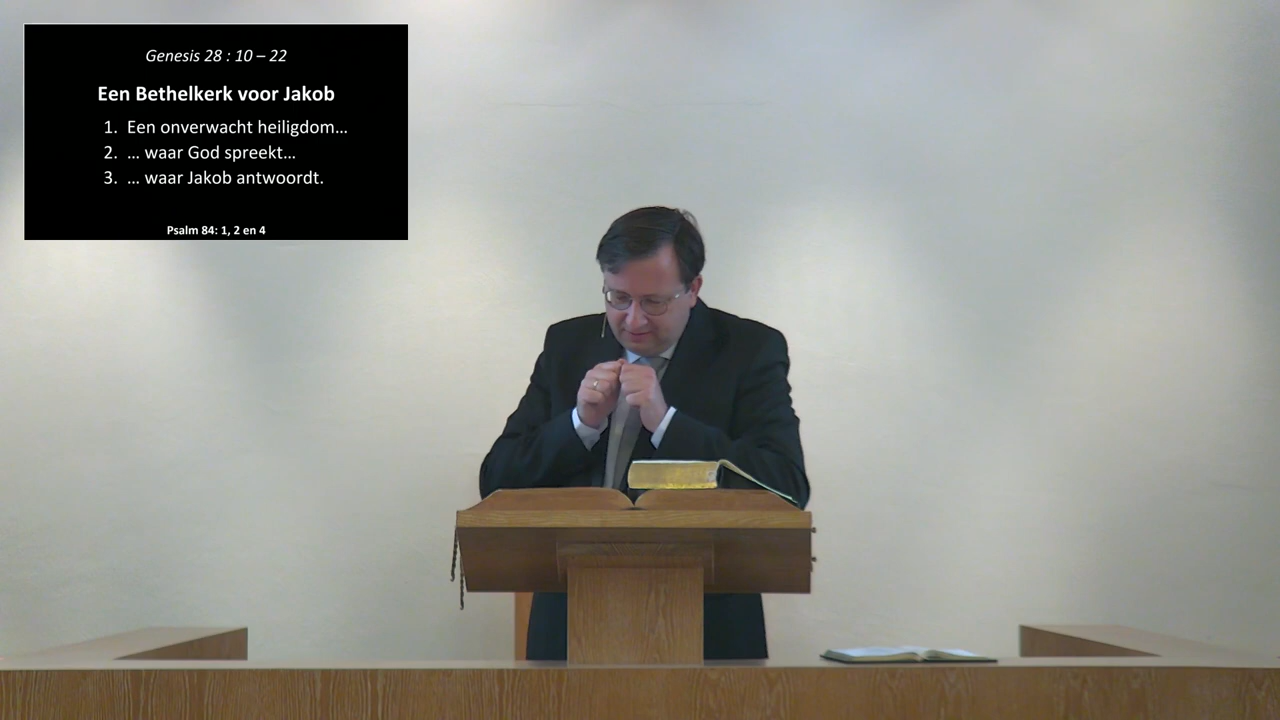 Genesis 28 : 10 – 22
Een Bethelkerk voor Jakob
1. Een onverwacht heiligdom...
2. ... waar God spreekt...
3. ... waar Jakob antwoordt.
Psalm 84: 1, 2 en 4